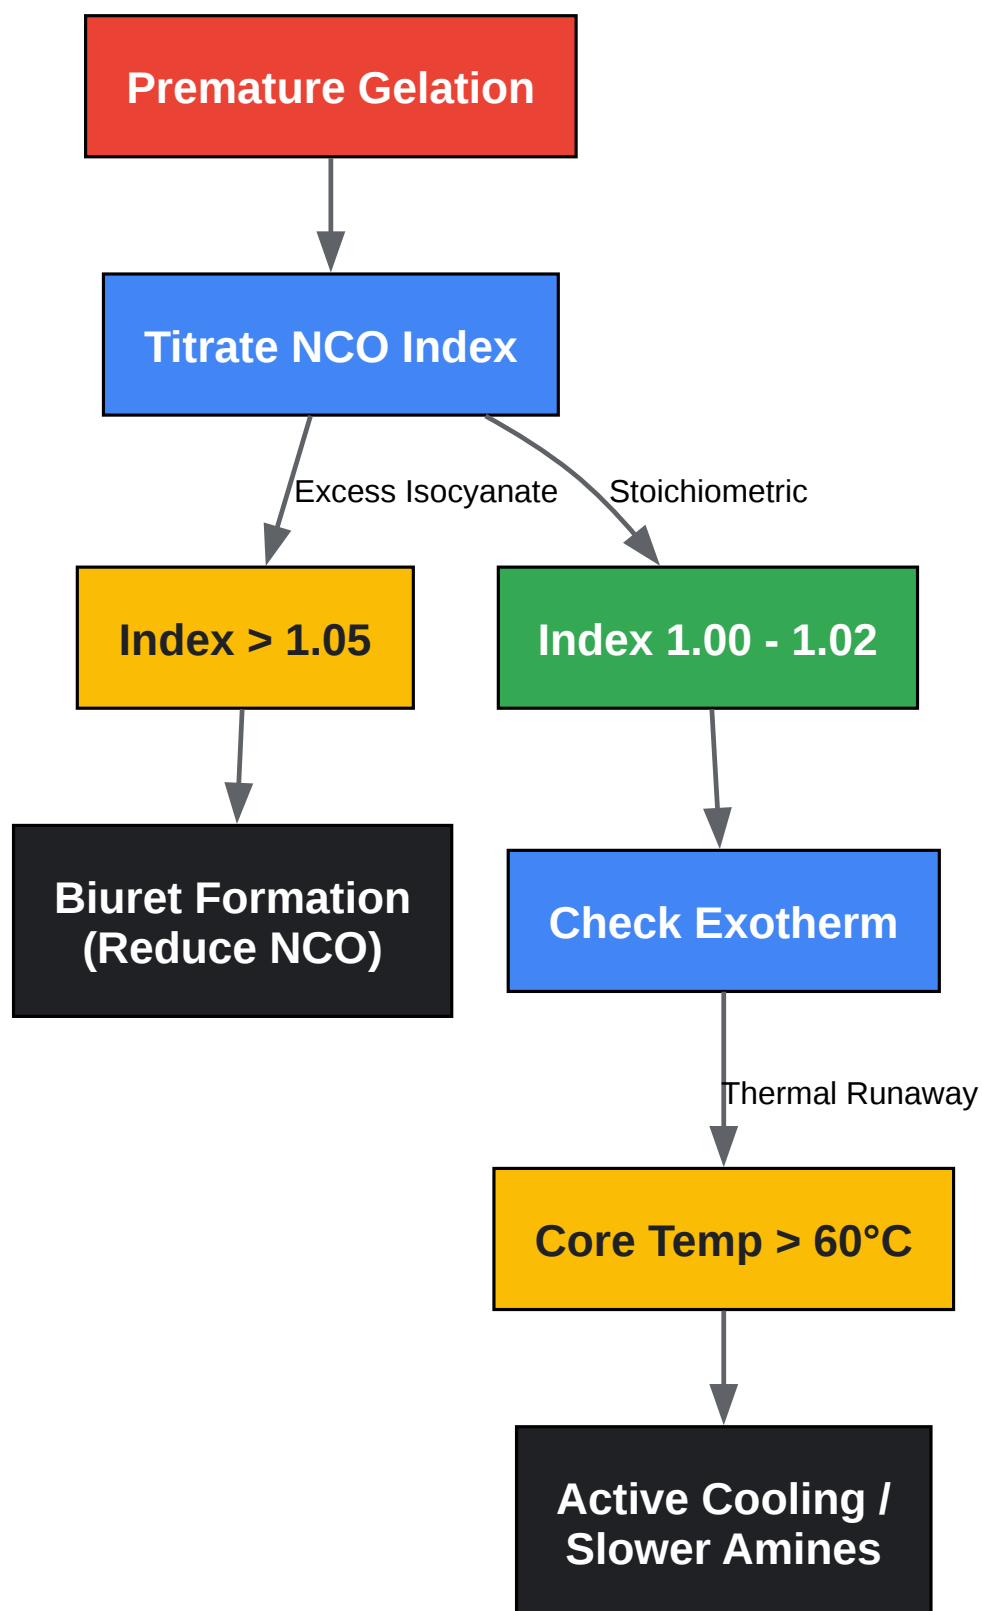 Premature Gelation
Titrate NCO Index
Excess Isocyanate
Stoichiometric
Index > 1.05
Index 1.00 - 1.02
Biuret Formation
(Reduce NCO)
Check Exotherm
Thermal Runaway
Core Temp > 60°C
Active Cooling /
Slower Amines